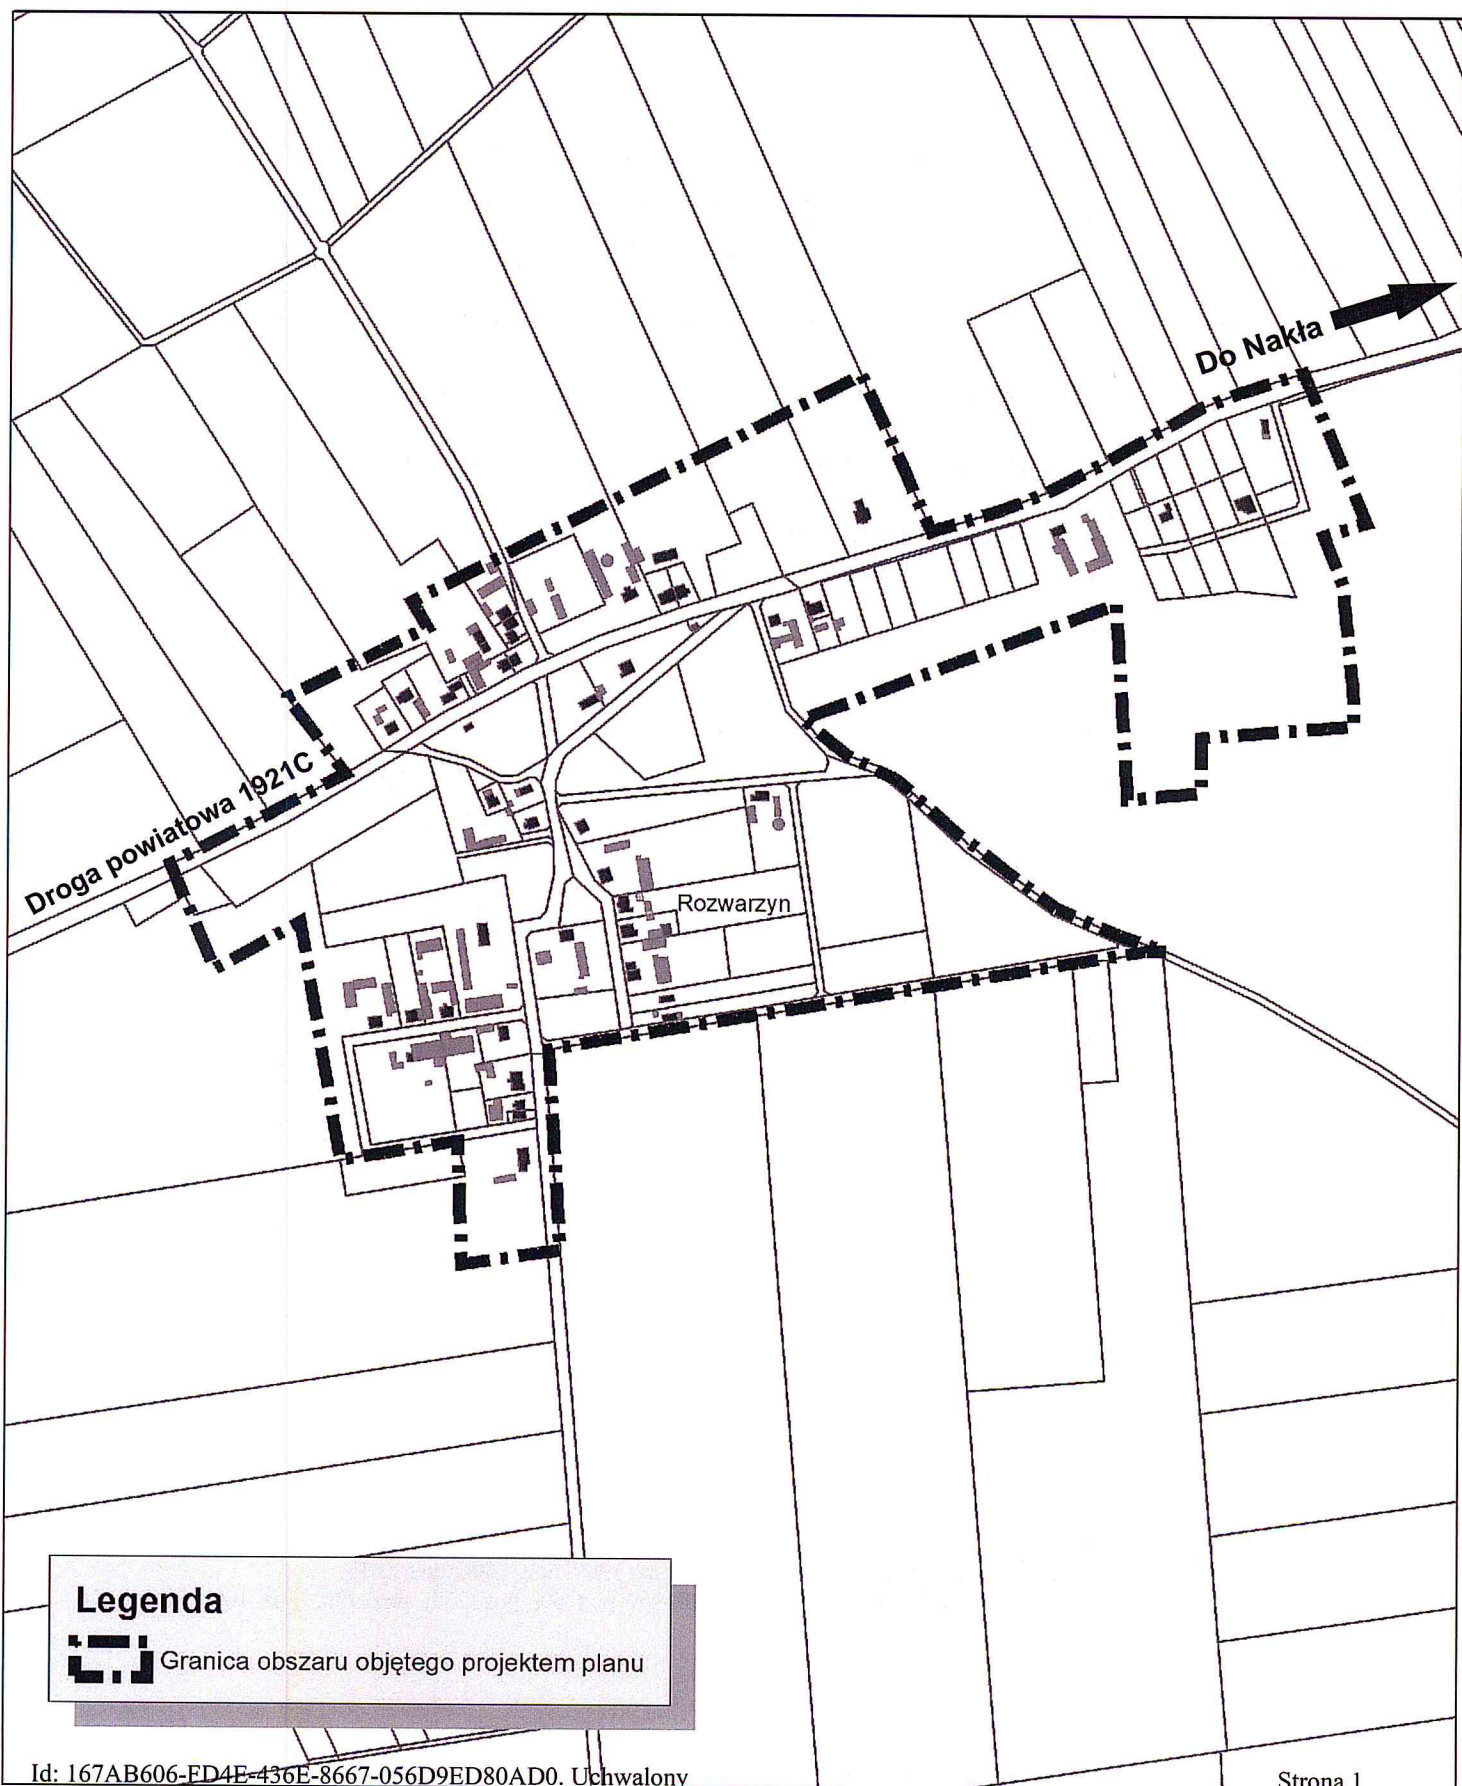 Do Nakła
Droga powiatowa 1921C
Rozwarzyn
Legenda
Granica obszaru objętego projektem planu
Id: 167AB606-FD4E-436E-8667-056D9ED80AD0. Uchwalony
Strona 1